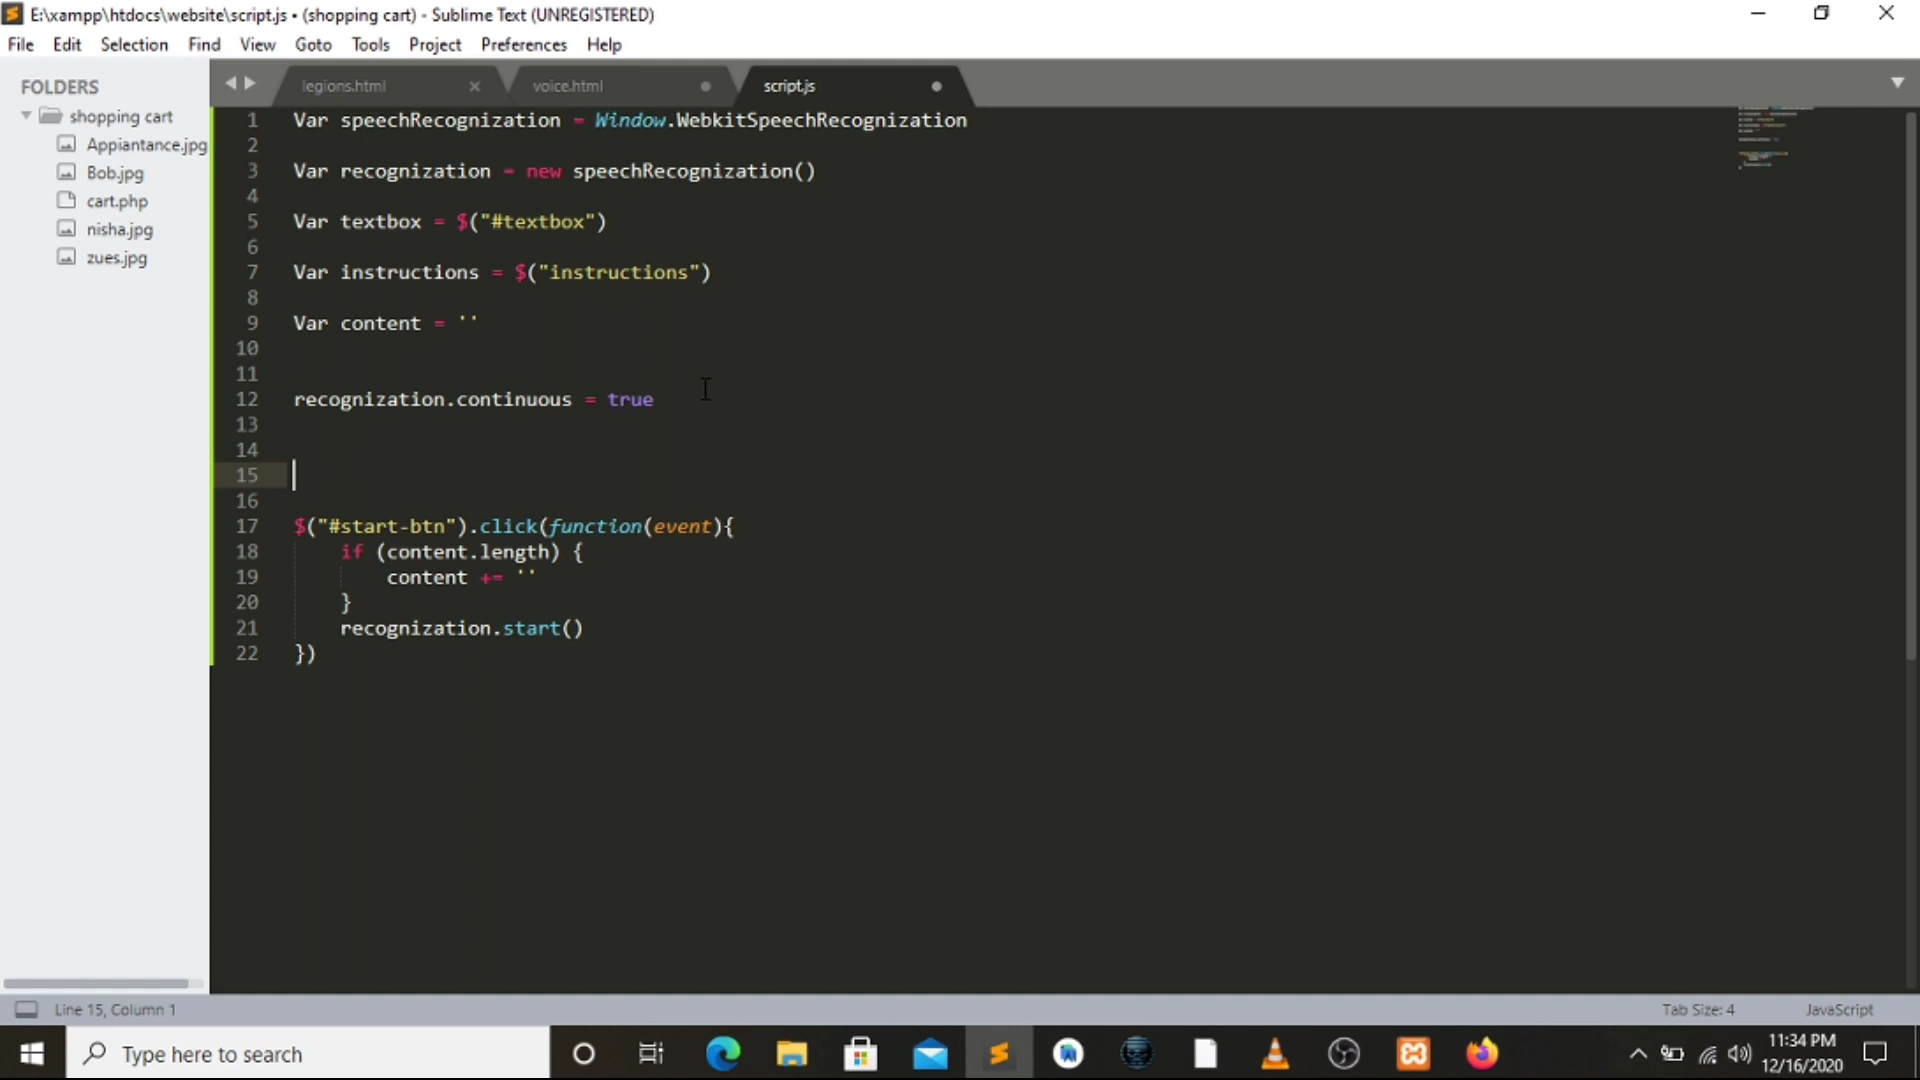 E:\xampp\htdocs\website\script.js • (shopping cart) - Sublime Text (UNREGISTERED)
File Edit Selection Find View Goto Tools Project Preferences Help
FOLDERS
shopping cart
Appiantance.jpg
Bob.jpg
cart.php
nisha.jpg
zues.jpg
legions.html voice.html script.js
1 Var speechRecognization = Window.WebkitSpeechRecognization
2
3 Var recognization = new speechRecognization()
4
5 Var textbox = $("#textbox")
6
7 Var instructions = $("instructions")
8
9 Var content = ''
10
11
12 recognization.continuous = true
13
14
15
16
17 $("#start-btn").click(function(event){
18 if (content.length) {
19 content += ''
20 }
21 recognization.start()
22 })
Line 15, Column 1 Tab Size: 4 JavaScript
Type here to search
11:34 PM
12/16/2020